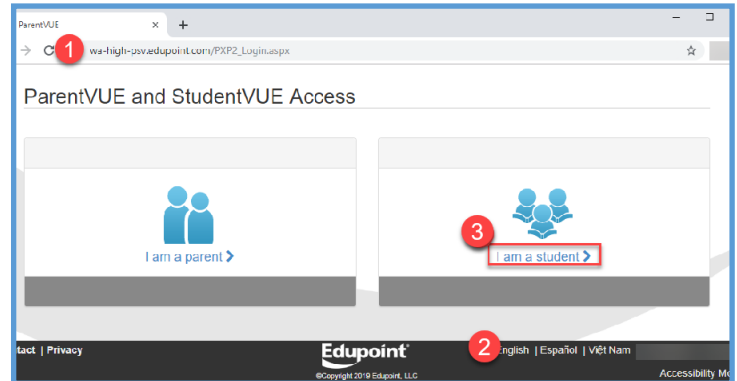 ParentVUE × +
1 wa-high-psv.edupoint.com/PXP2_Login.aspx
ParentVUE and StudentVUE Access
I am a parent
3
I am a student
tact | Privacy
Edupoint
2
English | Español | Việt Nam
©Copyright 2019 Edupoint, LLC
Accessibility Mo